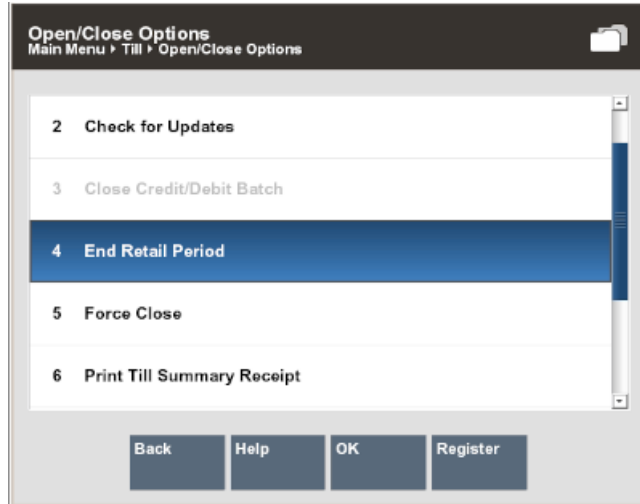 Open/Close Options
Main Menu ▸ Till ▸ Open/Close Options
2 Check for Updates
3 Close Credit/Debit Batch
4 End Retail Period
5 Force Close
6 Print Till Summary Receipt
Back Help OK Register